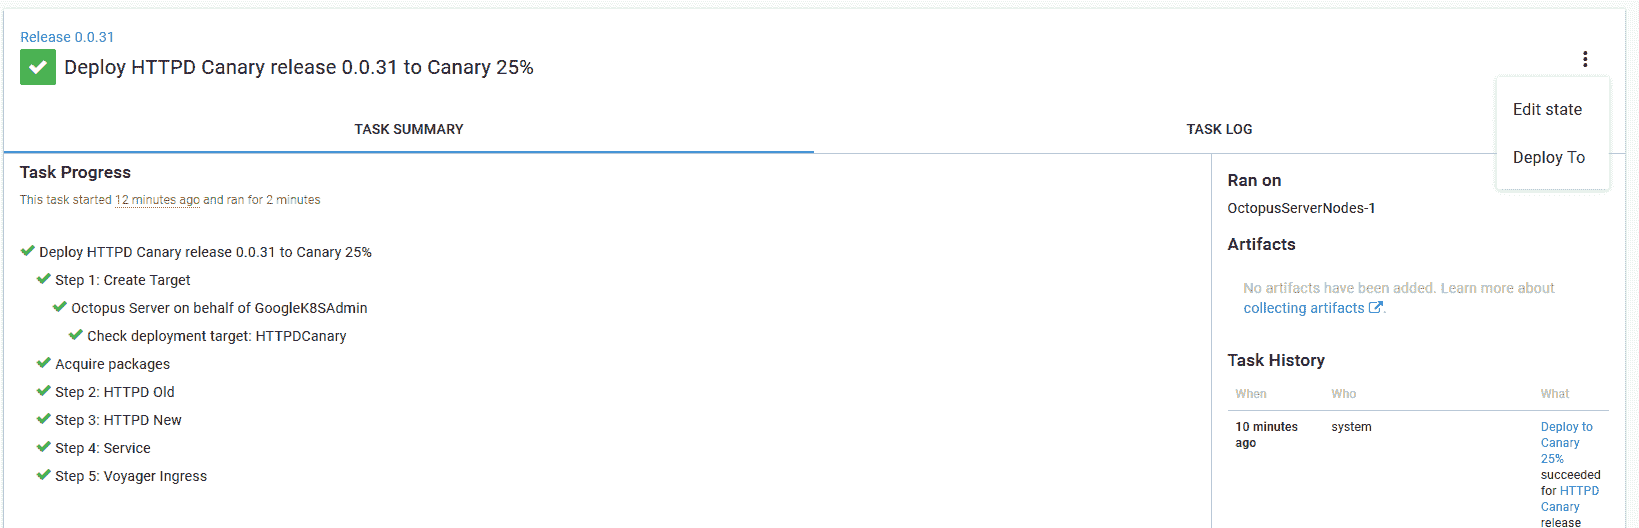 Release 0.0.31
Deploy HTTPD Canary release 0.0.31 to Canary 25%
Edit state
Deploy To
TASK SUMMARY
TASK LOG
Task Progress
This task started 12 minutes ago and ran for 2 minutes
Deploy HTTPD Canary release 0.0.31 to Canary 25%
Step 1: Create Target
Octopus Server on behalf of GoogleK8SAdmin
Check deployment target: HTTPDCanary
Acquire packages
Step 2: HTTPD Old
Step 3: HTTPD New
Step 4: Service
Step 5: Voyager Ingress
Ran on
OctopusServerNodes-1
Artifacts
No artifacts have been added. Learn more about
collecting artifacts.
Task History
When Who What
10 minutes system Deploy to
ago Canary
25%
succeeded
for HTTPD
Canary
release